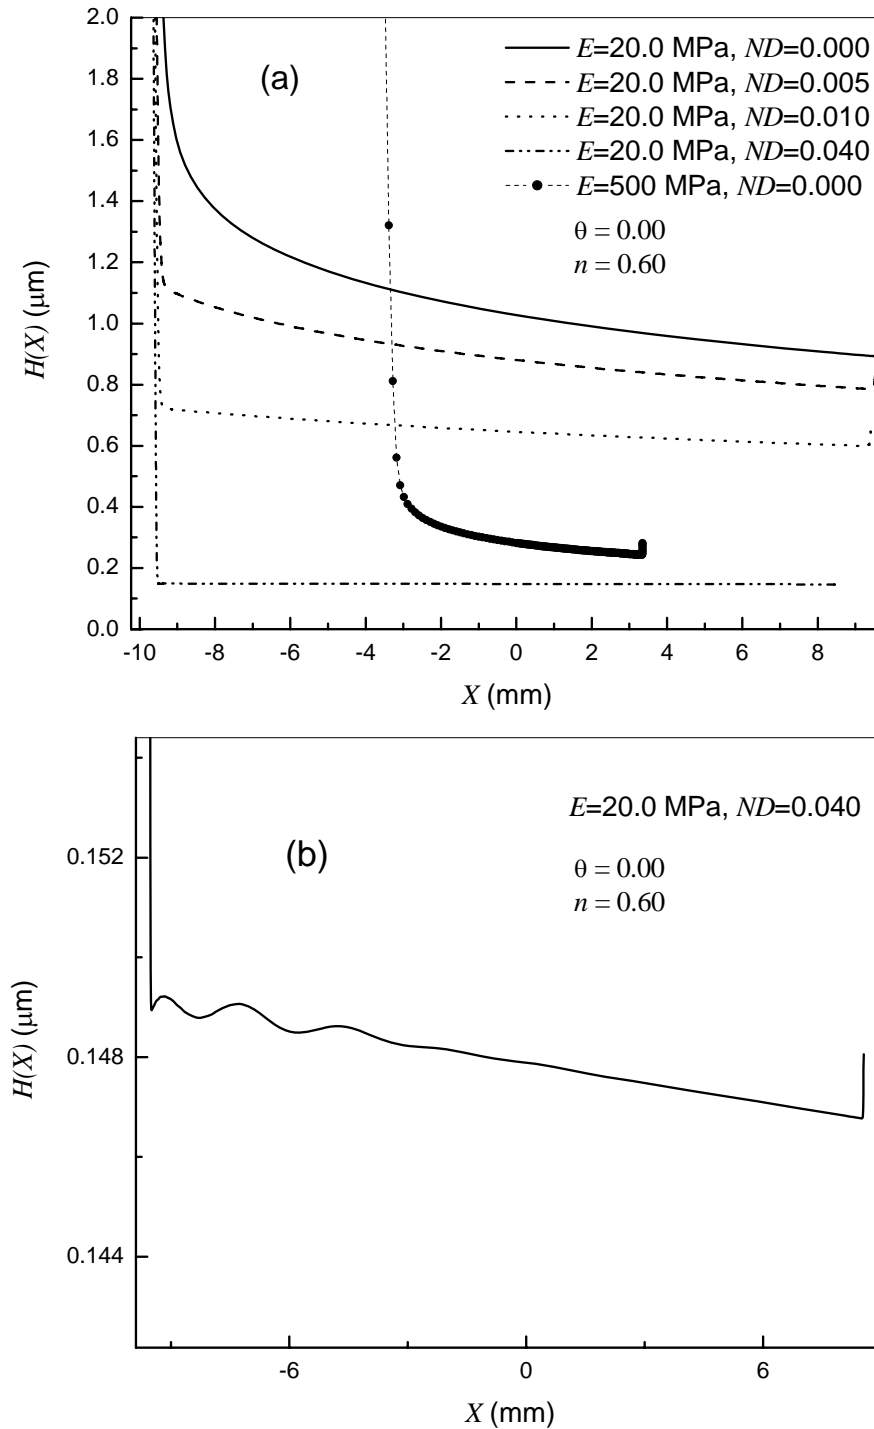 2.0
1.8
1.6
1.4
1.2
1.0
0.8
0.6
0.4
0.2
0.0
H(X) (μm)
(a)
E=20.0 MPa, ND=0.000
E=20.0 MPa, ND=0.005
E=20.0 MPa, ND=0.010
E=20.0 MPa, ND=0.040
E=500 MPa, ND=0.000
θ = 0.00
n = 0.60
-10 -8 -6 -4 -2 0 2 4 6 8
X (mm)
E=20.0 MPa, ND=0.040
(b)
θ = 0.00
n = 0.60
0.152
0.148
0.144
H(X) (μm)
-6 0 6
X (mm)